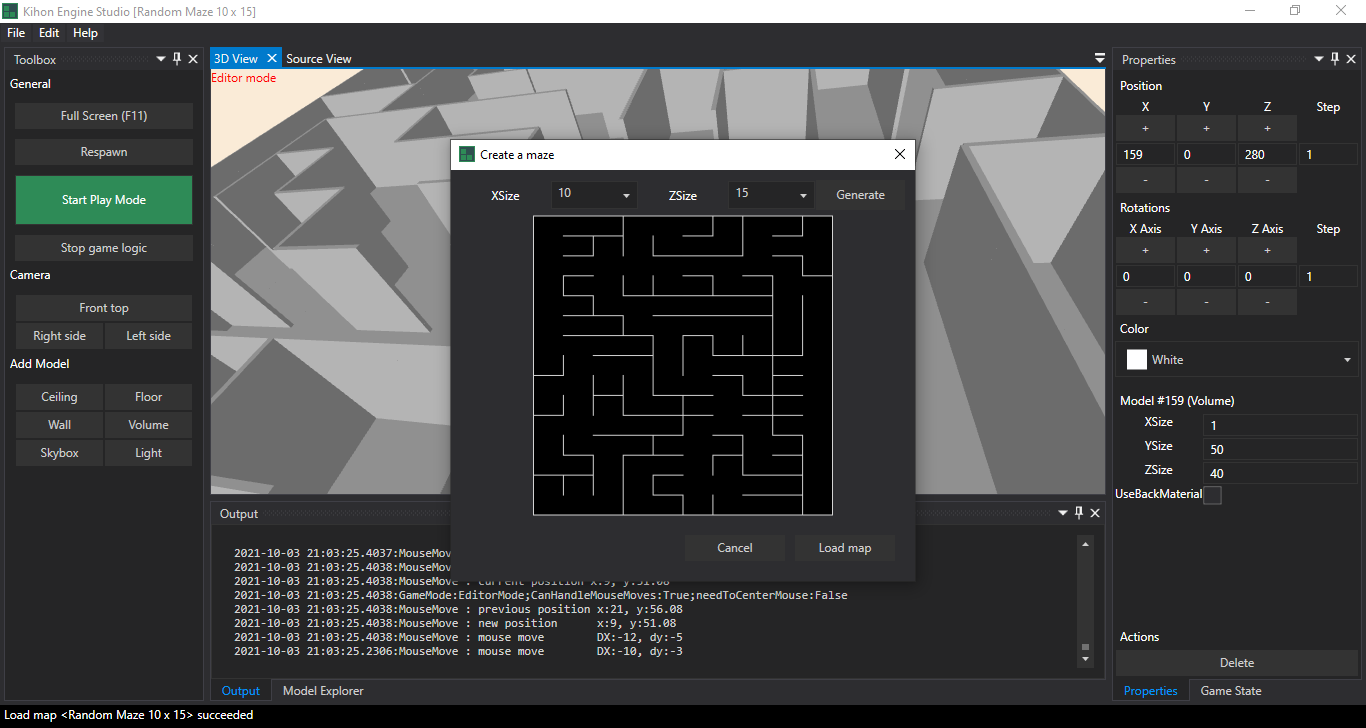 Kihon Engine Studio [Random Maze 10 x 15]
File Edit Help
Toolbox
General
Full Screen (F11)
Respawn
Start Play Mode
Stop game logic
Camera
Front top
Right side Left side
Add Model
Ceiling Floor
Wall Volume
Skybox Light
3D View Source View
Editor mode
Create a maze
XSize 10 ZSize 15 Generate
Cancel Load map
Output
2021-10-03 21:03:25.4037:MouseMov
2021-10-03 21:03:25.4038:MouseMov
2021-10-03 21:03:25.4038:MouseMove : current position x:9, y:51.08
2021-10-03 21:03:25.4038:GameMode:EditorMode;CanHandleMouseMoves:True;needToCenterMouse:False
2021-10-03 21:03:25.4038:MouseMove : previous position x:21, y:56.08
2021-10-03 21:03:25.4038:MouseMove : new position x:9, y:51.08
2021-10-03 21:03:25.4038:MouseMove : mouse move DX:-12, dy:-5
2021-10-03 21:03:25.2306:MouseMove : mouse move DX:-10, dy:-3
Output Model Explorer
Properties
Position
X Y Z Step
+ + +
159 0 280 1
- - -
Rotations
X Axis Y Axis Z Axis Step
+ + +
0 0 0 1
- - -
Color
White
Model #159 (Volume)
XSize 1
YSize 50
ZSize 40
UseBackMaterial
Actions
Delete
Properties Game State
Load map <Random Maze 10 x 15> succeeded